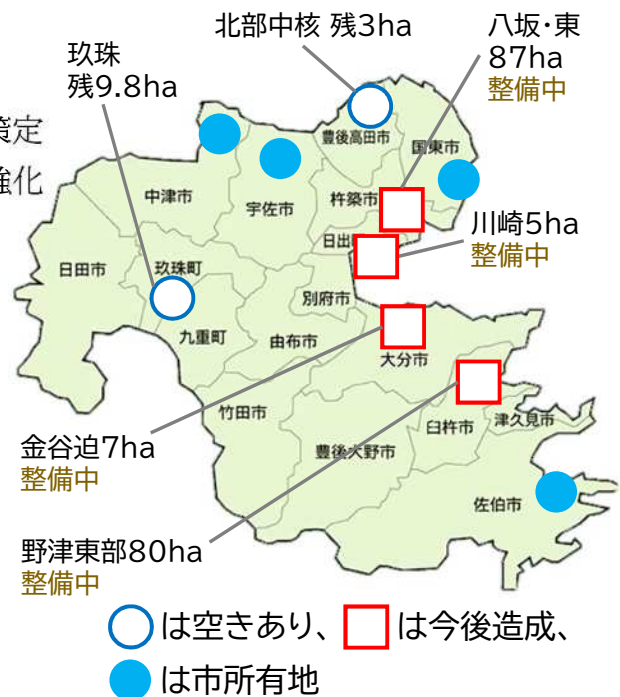 北部中核 残3ha
八坂・東
87ha
整備中
玖珠
残9.8ha
策定
強化
豊後高田市
国東市
中津市
宇佐市
杵築市
川崎5ha
整備中
日出
日田市
玖珠町
別府市
九重町
由布市
大分市
竹田市
臼杵市
津久見市
金谷迫7ha
整備中
豊後大野市
佐伯市
野津東部80ha
整備中
は空きあり、
は今後造成、
は市所有地